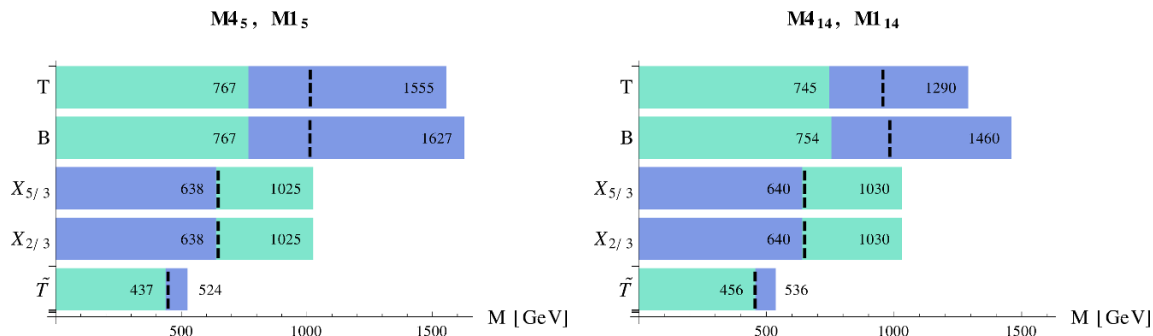 M4₅, M1₅
T 767 1555
B 767 1627
X₅/₃ 638 1025
X₂/₃ 638 1025
T̃ 437 524
500 1000 1500 M [GeV]
M4₁₄, M1₁₄
T 745 1290
B 754 1460
X₅/₃ 640 1030
X₂/₃ 640 1030
T̃ 456 536
500 1000 1500 M [GeV]